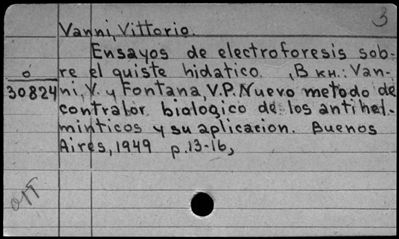 3
Vanni, Vittorio.
Ensayos de electroforesis sob-
re el quiste hidatico. , В кн.: Van-
ni, V. y Fontana, V.P. Nuevo metodo de
contralor biologico de los antihel-
minticos y su aplicacion. Buenos
Aires, 1949 p. 13-16,
о
30824